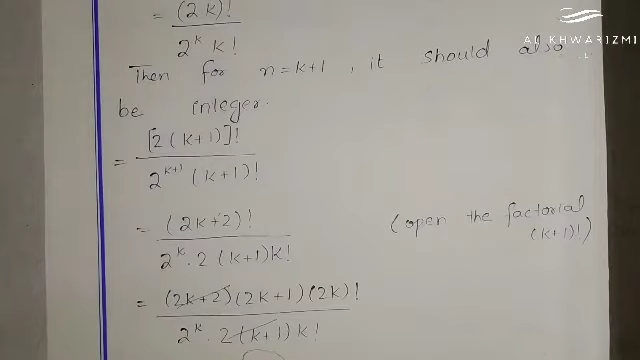 = (2k)!
2^k k!
AL KHWARIZMI
Then for n=k+1, it should also
be integer.
= [2(k+1)]!
2^{k+1} (k+1)!
= (2k+2)!
2^k . 2 (k+1)k!
(open the factorial
(k+1)!)
= (2k+2)(2k+1)(2k)!
2^k . 2(k+1)k!